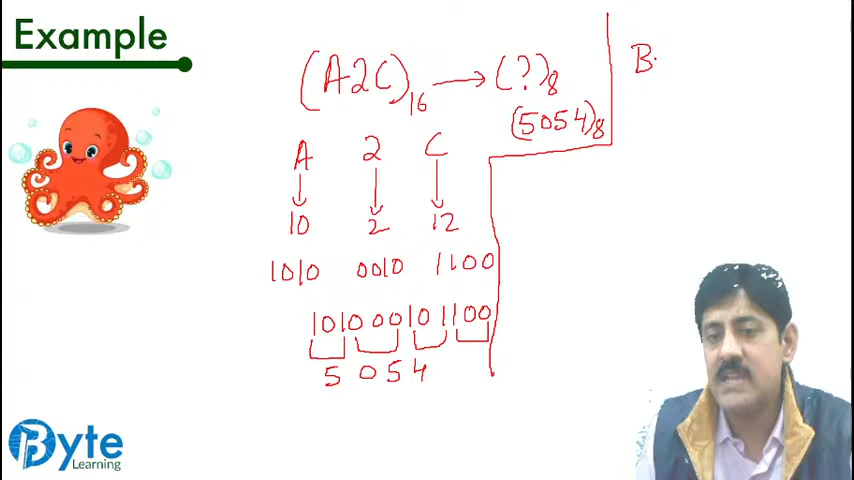 Example
(A2C)16 → (?)8
(5054)8
B
A 2 C
10 2 12
1010 0010 1100
101000101100
5 0 5 4
Byte
Learning